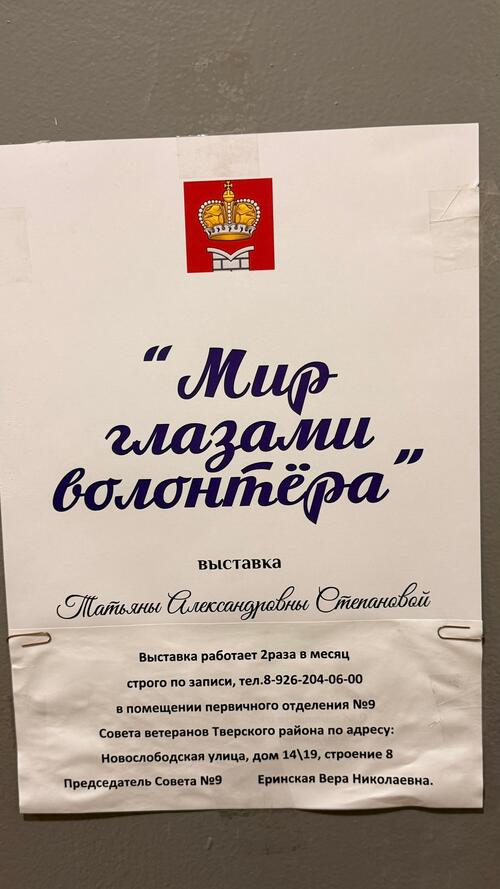 “Мир
глазами
волонтёра”
выставка
Татьяны Александровны Степановой
Выставка работает 2раза в месяц
строго по записи, тел.8-926-204-06-00
в помещении первичного отделения №9
Совета ветеранов Тверского района по адресу:
Новослободская улица, дом 14\19, строение 8
Председатель Совета №9 Еринская Вера Николаевна.